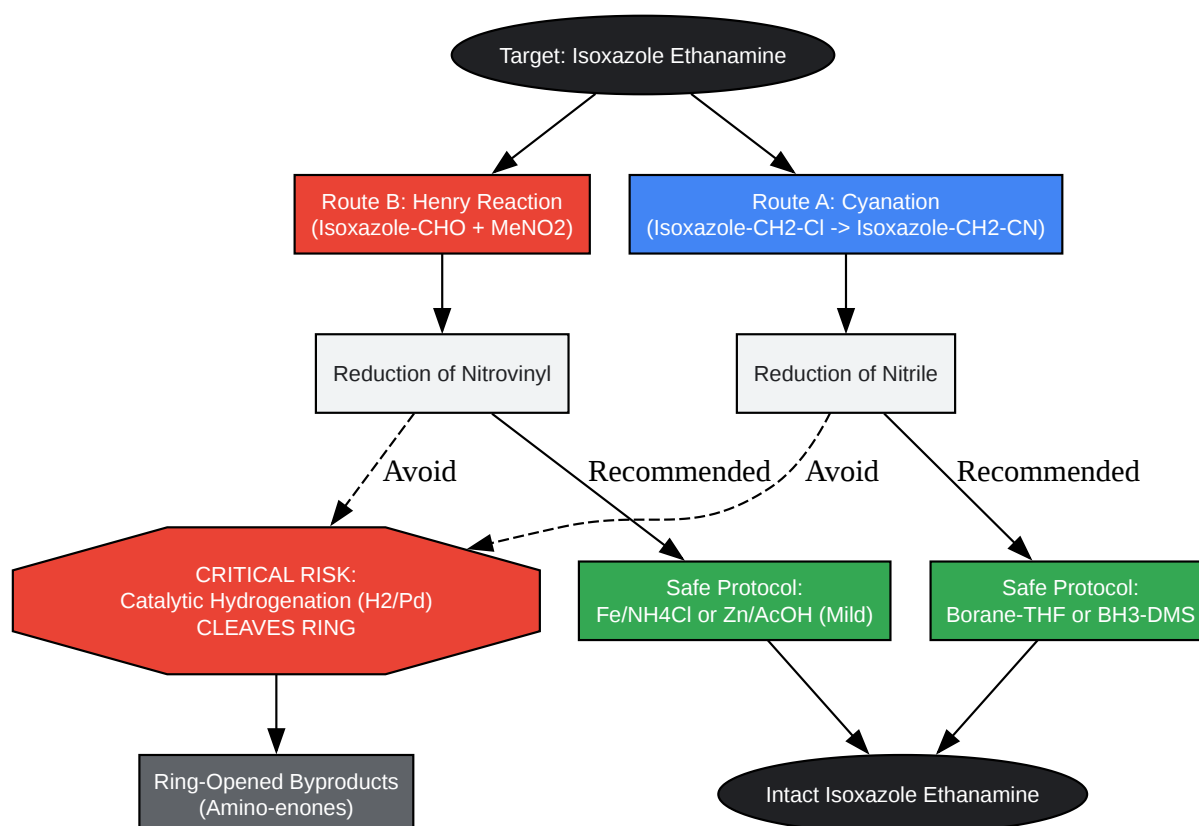 Target: Isoxazole Ethanamine
Route B: Henry Reaction
(Isoxazole-CHO + MeNO2)
Route A: Cyanation
(Isoxazole-CH2-Cl -> Isoxazole-CH2-CN)
Reduction of Nitrovinyl
Reduction of Nitrile
Avoid
Recommended
Avoid
Recommended
CRITICAL RISK:
Catalytic Hydrogenation (H2/Pd)
CLEAVES RING
Safe Protocol:
Fe/NH4Cl or Zn/AcOH (Mild)
Safe Protocol:
Borane-THF or BH3-DMS
Ring-Opened Byproducts
(Amino-enones)
Intact Isoxazole Ethanamine